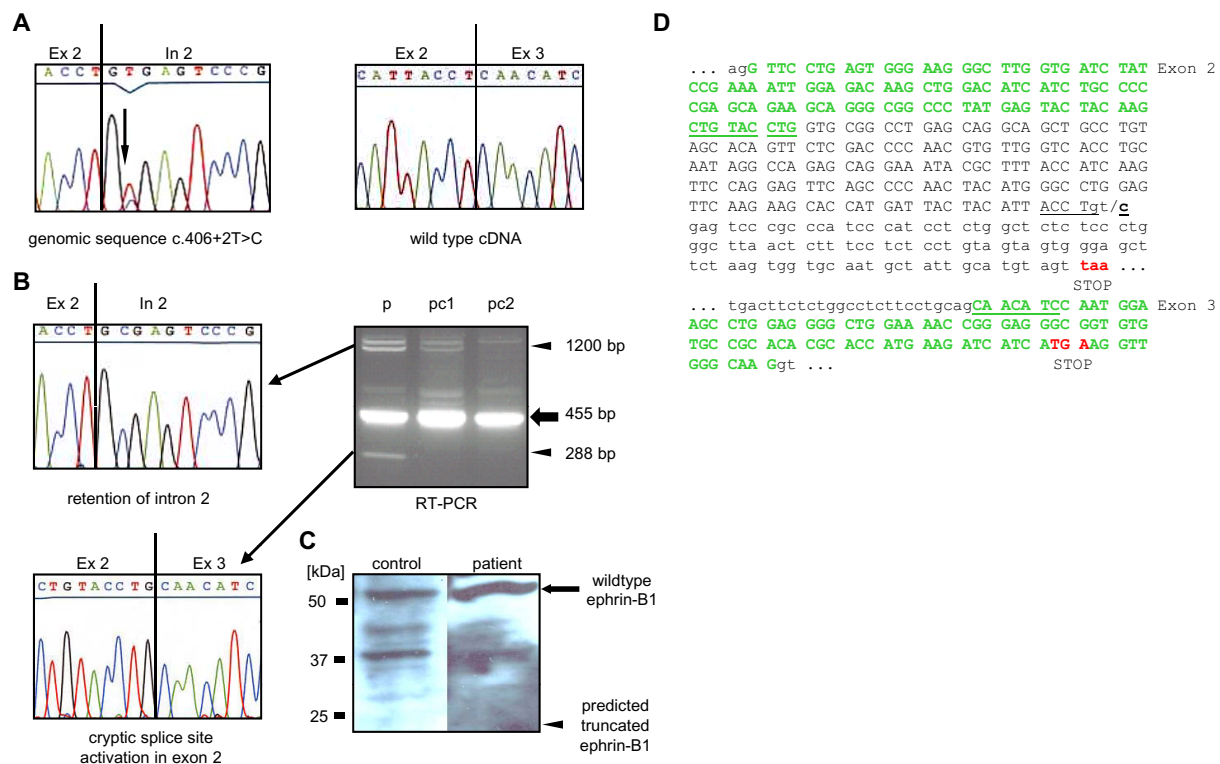 A
Ex 2 In 2
A C C T G T G A G T C C C G
genomic sequence c.406+2T>C
Ex 2 Ex 3
C A T T A C C T C A A C A T C
wild type cDNA
B
Ex 2 In 2
A C C T G C G A G T C C C G
retention of intron 2
p pc1 pc2
1200 bp
455 bp
288 bp
RT-PCR
Ex 2 Ex 3
C T G T A C C T G C A A C A T C
cryptic splice site
activation in exon 2
C
control patient
[kDa]
50
37
25
wildtype
ephrin-B1
predicted
truncated
ephrin-B1
D
... agG TTC CTG AGT GGG AAG GGC TTG GTG ATC TAT Exon 2
CCG AAA ATT GGA GAC AAG CTG GAC ATC ATC TGC CCC
CGA GCA GAA GCA GGG CGG CCC TAT GAG TAC TAC AAG
CTG TAC CTG GTG CGG CCT GAG CAG GCA GCT GCC TGT
AGC ACA GTT CTC GAC CCC AAC GTG TTG GTC ACC TGC
AAT AGG CCA GAG CAG GAA ATA CGC TTT ACC ATC AAG
TTC CAG GAG TTC AGC CCC AAC TAC ATG GGC CTG GAG
TTC AAG AAG CAC CAT GAT TAC TAC ATT ACC Tgt/c
gag tcc cgc cca tcc cat ccc tct ggc tct ctc tcc ctg
ggc tta act ctt tct tcc tct gta gta gtg gga gct
tct aag tgg tgc aat gct att gca tgt agt taa ...
STOP
... tgacttctctggcctcttcctgcagCA ACA TCC AAT GGA Exon 3
AGC CTG GAG GGG CTG GAA AAC CGG GAG GGC GGT GTG
TGC CGC ACA CGC ACC ATG AAG ATC ATC ATG AAG GTT
GGG CAA Ggt ... STOP